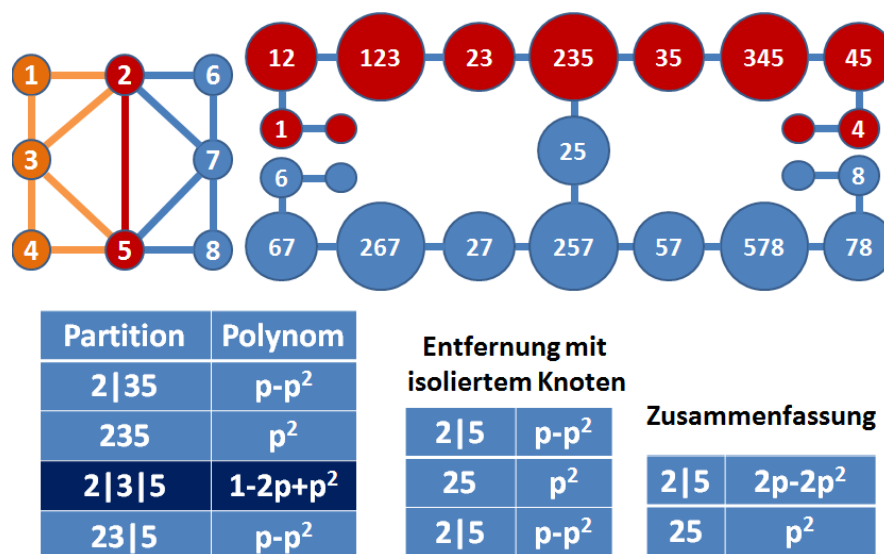 12 123 23 235 35 345 45
1 2 6
1 4
3 7 25
6 8
4 5 8
67 267 27 257 57 578 78
Partition Polynom
2|35 p-p²
235 p²
2|3|5 1-2p+p²
23|5 p-p²
Entfernung mit
isoliertem Knoten
2|5 p-p²
25 p²
2|5 p-p²
Zusammenfassung
2|5 2p-2p²
25 p²